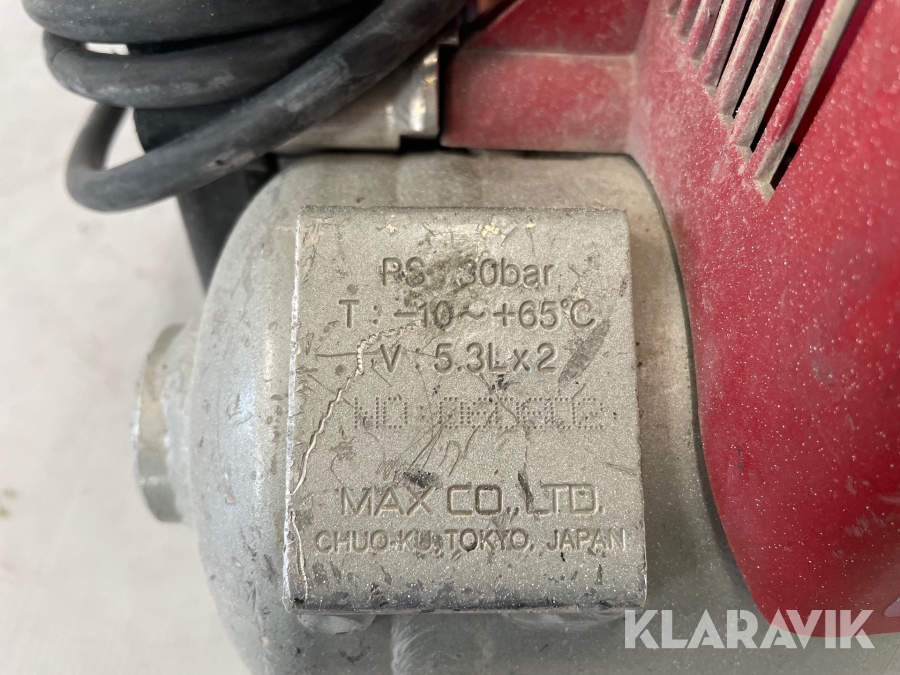 PS : 30bar
T : -10～+65℃
V : 5.3L x 2
MAX CO., LTD.
CHUO-KU, TOKYO, JAPAN
KLARAVIK